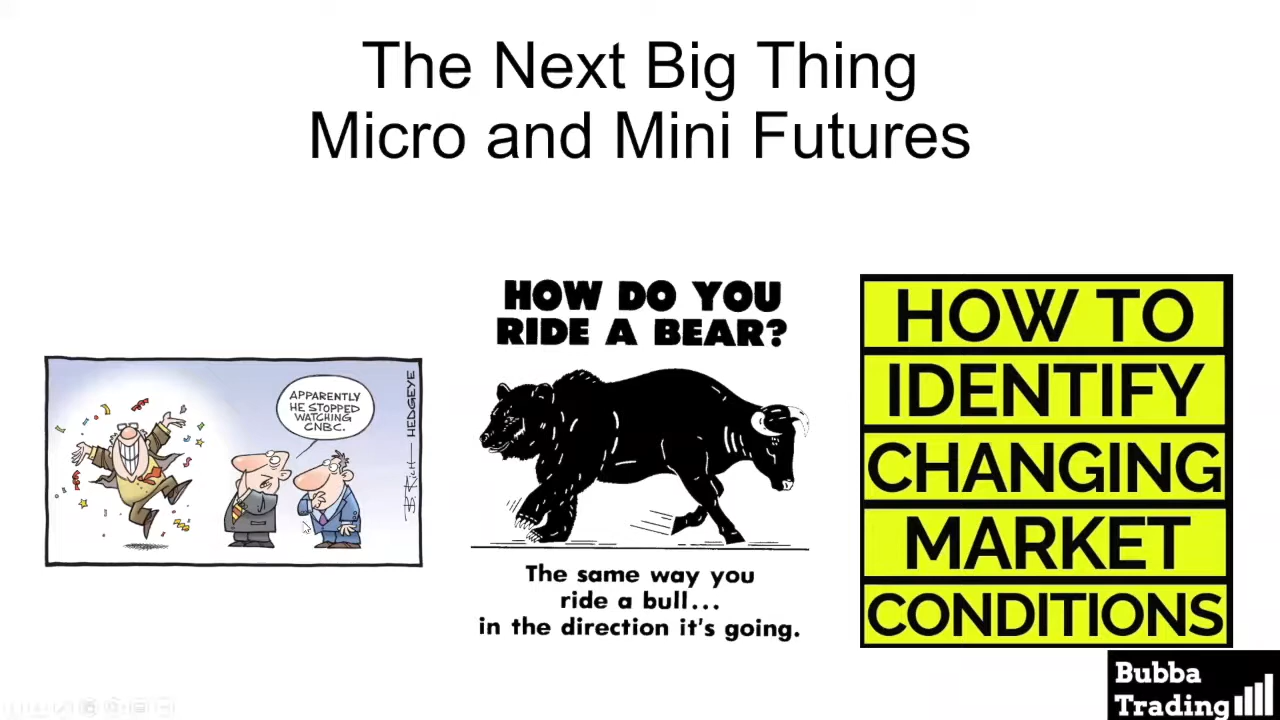 The Next Big Thing
Micro and Mini Futures
APPARENTLY
HE STOPPED
WATCHING
CNBC.
HEDGEYE
B. Rich
HOW DO YOU
RIDE A BEAR?
The same way you
ride a bull...
in the direction it's going.
HOW TO
IDENTIFY
CHANGING
MARKET
CONDITIONS
Bubba
Trading